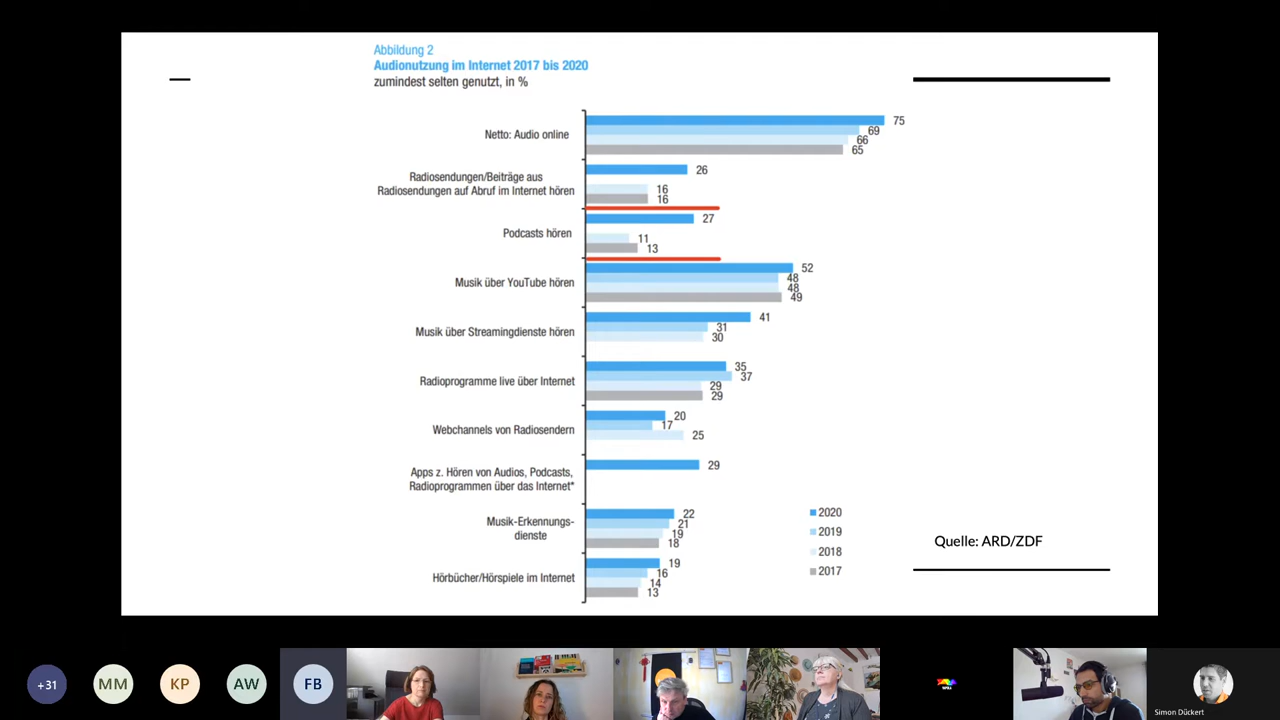 Abbildung 2
Audionutzung im Internet 2017 bis 2020
zumindest selten genutzt, in %
Netto: Audio online
75
69
66
65
Radiosendungen/Beiträge aus
Radiosendungen auf Abruf im Internet hören
26
16
16
Podcasts hören
27
11
13
Musik über YouTube hören
52
48
48
49
Musik über Streamingdienste hören
41
31
30
Radioprogramme live über Internet
35
37
29
29
Webchannels von Radiosendern
20
17
25
Apps z. Hören von Audios, Podcasts,
Radioprogrammen über das Internet*
29
Musik-Erkennungs-
dienste
22
21
19
18
Hörbücher/Hörspiele im Internet
19
16
14
13
2020
2019
2018
2017
Quelle: ARD/ZDF
+31
MM
KP
AW
FB
Simon Dückert